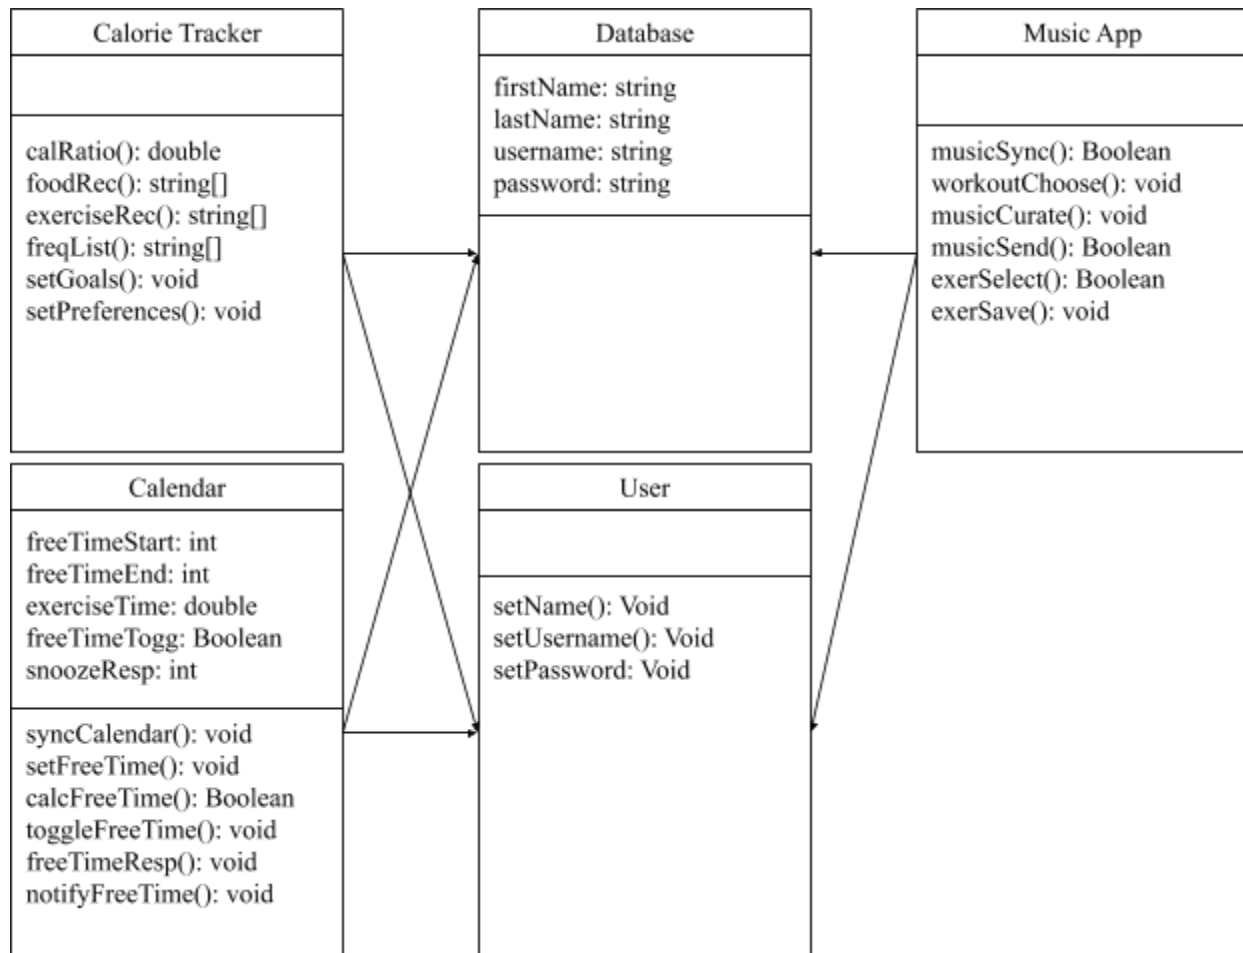 Calorie Tracker
calRatio(): double
foodRec(): string[]
exerciseRec(): string[]
freqList(): string[]
setGoals(): void
setPreferences(): void
Database
firstName: string
lastName: string
username: string
password: string
Music App
musicSync(): Boolean
workoutChoose(): void
musicCurate(): void
musicSend(): Boolean
exerSelect(): Boolean
exerSave(): void
Calendar
freeTimeStart: int
freeTimeEnd: int
exerciseTime: double
freeTimeTogg: Boolean
snoozeResp: int
syncCalendar(): void
setFreeTime(): void
calcFreeTime(): Boolean
toggleFreeTime(): void
freeTimeResp(): void
notifyFreeTime(): void
User
setName(): Void
setUsername(): Void
setPassword: Void